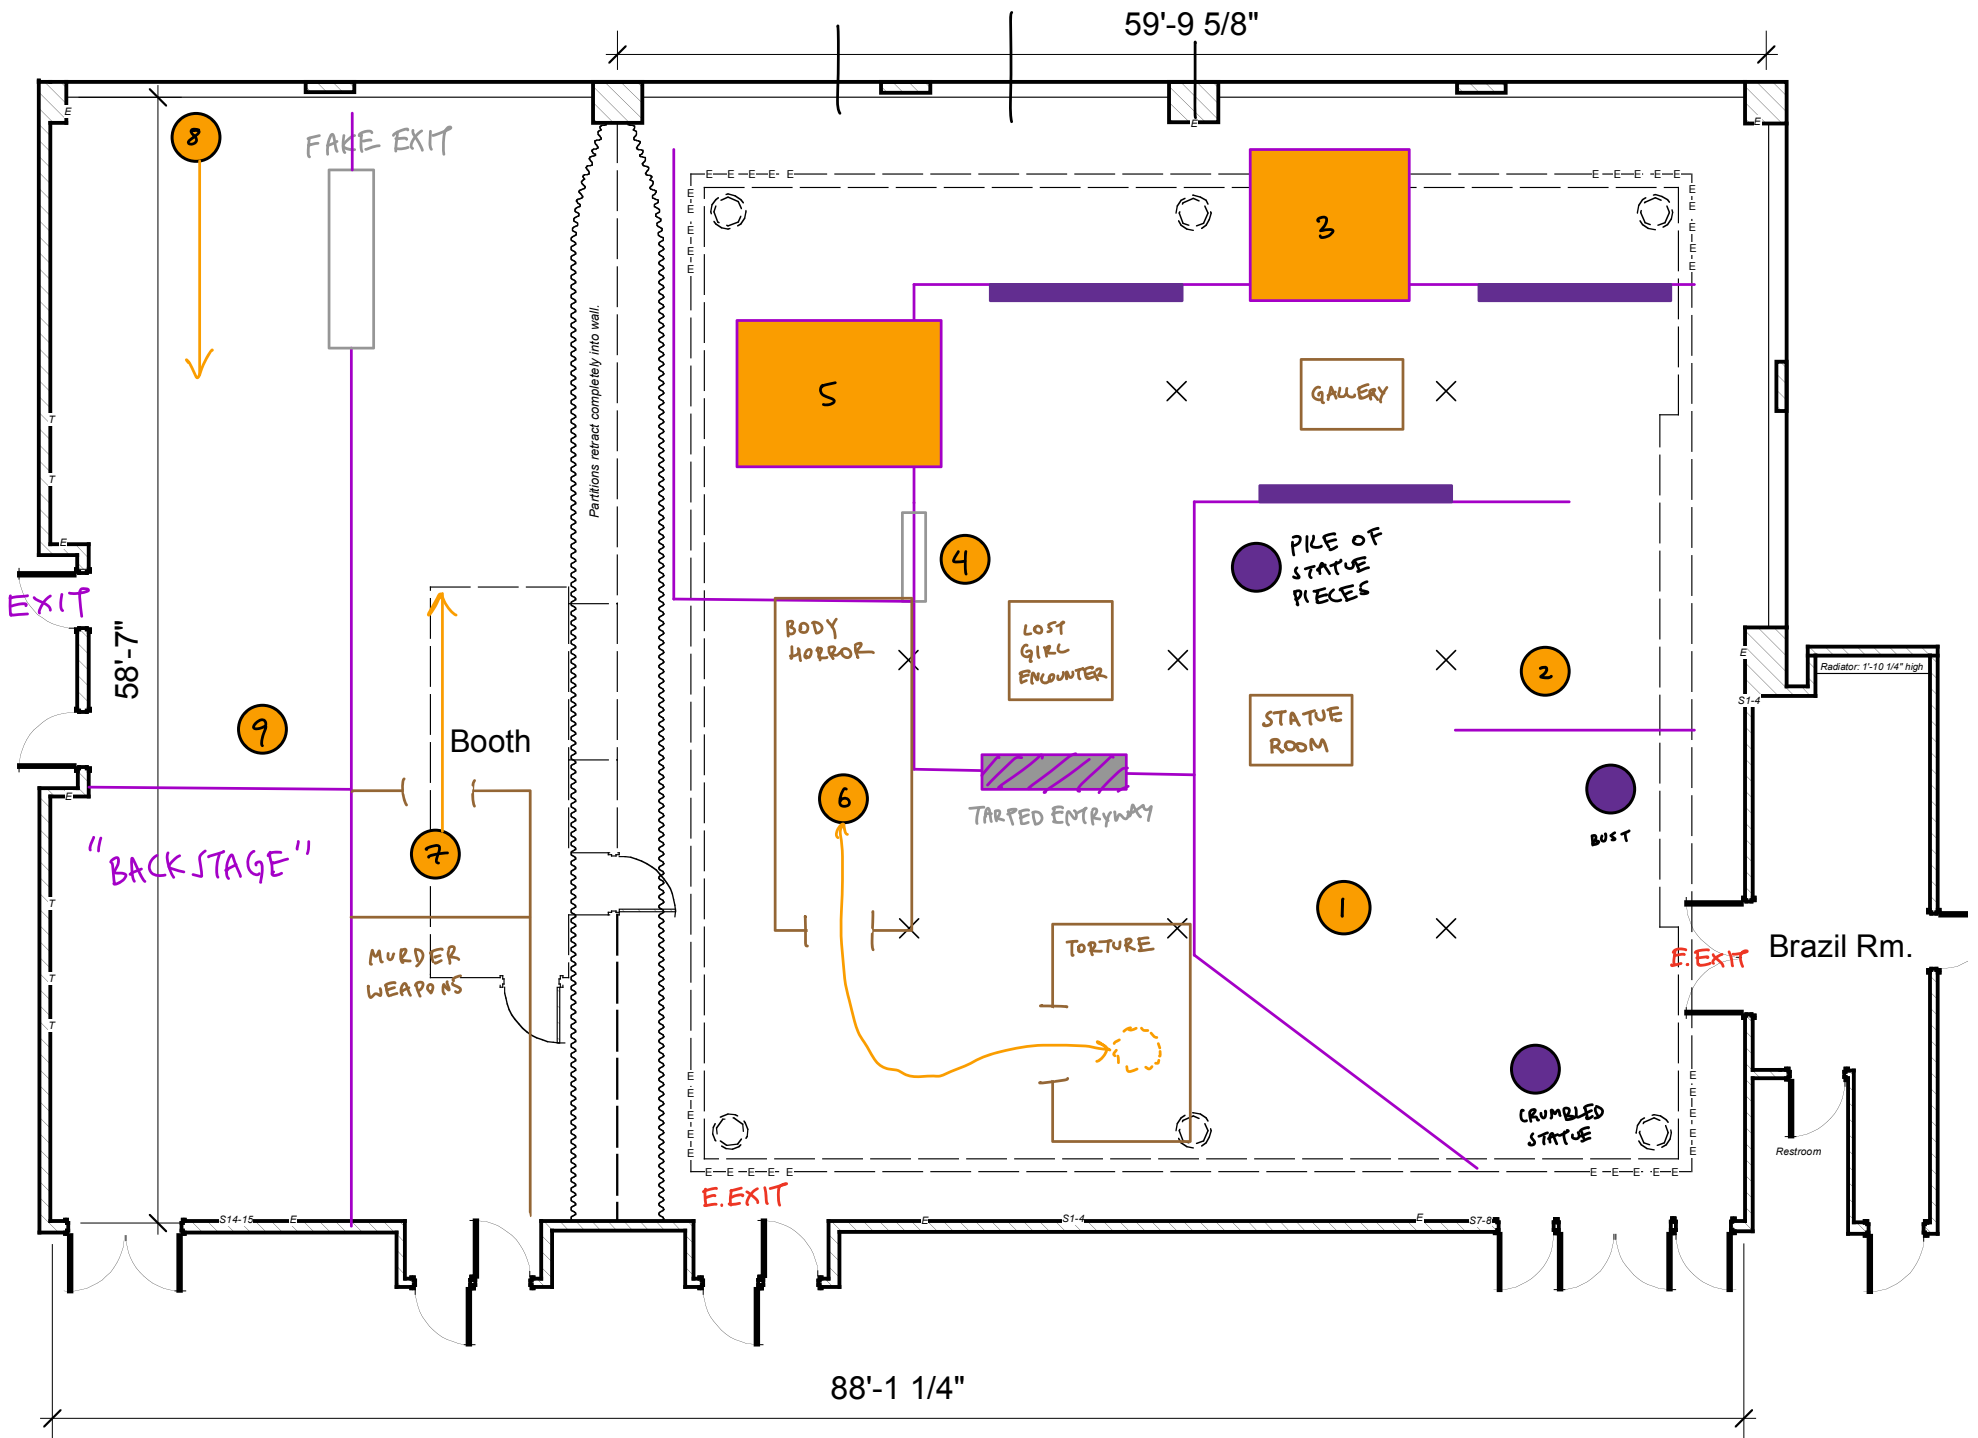 59'-9 5/8"
8
FAKE EXIT
3
Partitions retract completely into wall.
5
GALLERY
4
PILE OF
STATUE
PIECES
EXIT
58'-7"
BODY
HORROR
LOST
GIRL
ENCOUNTER
2
Radiator: 1'-10 1/4" high
S1-4
9
Booth
STATUE
ROOM
6
TARPED ENTRYWAY
BUST
"BACKSTAGE"
7
1
MURDER
WEAPONS
TORTURE
E.EXIT
Brazil Rm.
CRUMBLED
STATUE
Restroom
E.EXIT
S14-15
E
S1-4
E
S7-8
88'-1 1/4"